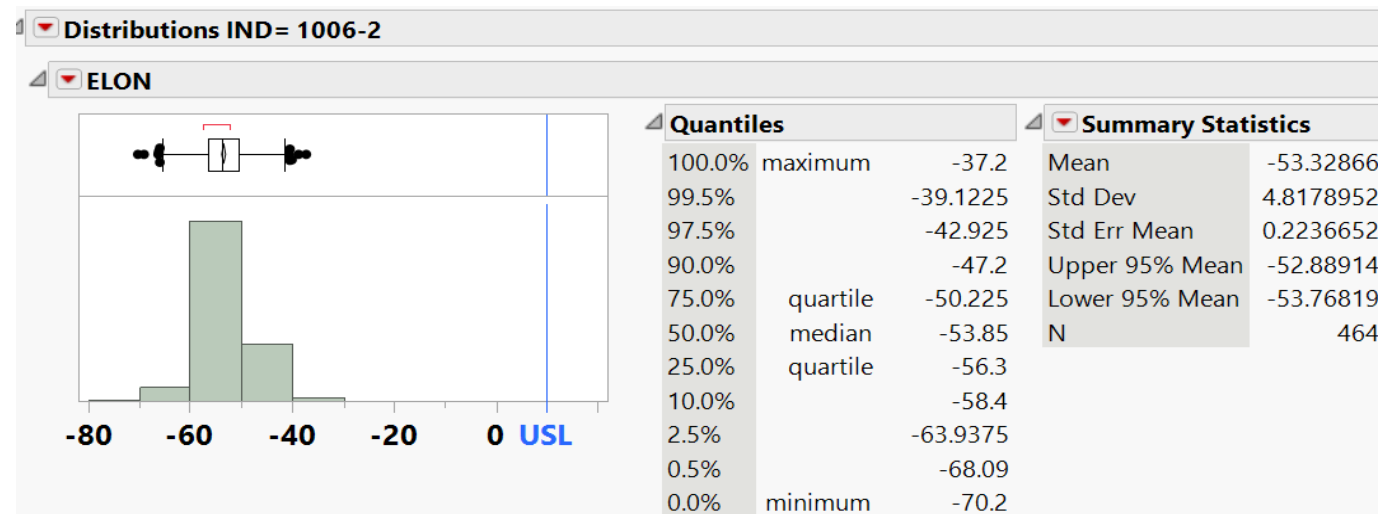 Distributions IND= 1006-2
ELON
-80 -60 -40 -20 0 USL
Quantiles
100.0% maximum -37.2
99.5% -39.1225
97.5% -42.925
90.0% -47.2
75.0% quartile -50.225
50.0% median -53.85
25.0% quartile -56.3
10.0% -58.4
2.5% -63.9375
0.5% -68.09
0.0% minimum -70.2
Summary Statistics
Mean -53.32866
Std Dev 4.8178952
Std Err Mean 0.2236652
Upper 95% Mean -52.88914
Lower 95% Mean -53.76819
N 464